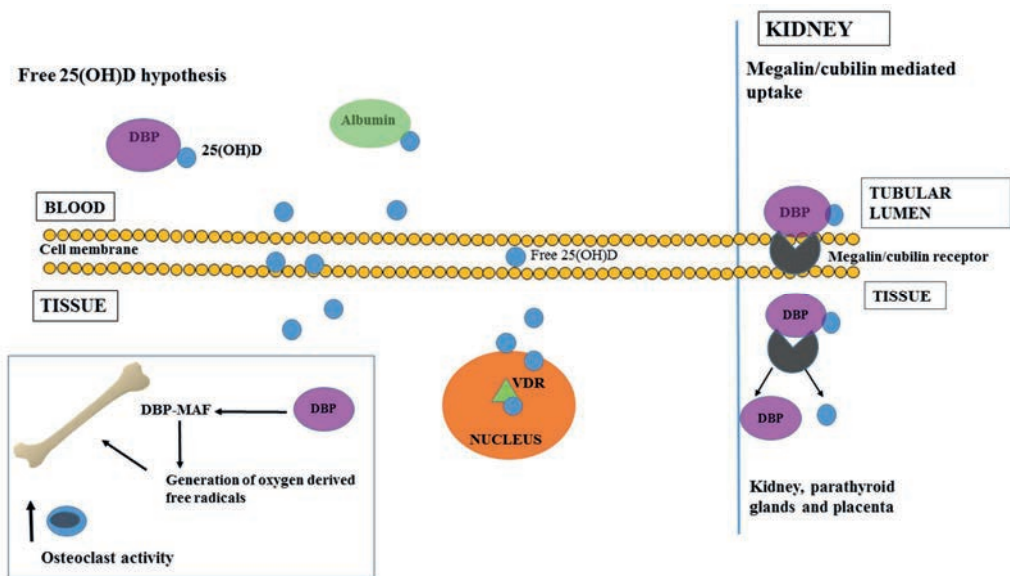 Free 25(OH)D hypothesis
DBP
25(OH)D
Albumin
BLOOD
Cell membrane
Free 25(OH)D
TISSUE
VDR
NUCLEUS
DBP-MAF
DBP
Generation of oxygen derived
free radicals
Osteoclast activity
KIDNEY
Megalin/cubilin mediated
uptake
DBP
TUBULAR
LUMEN
Megalin/cubilin receptor
TISSUE
DBP
DBP
Kidney, parathyroid
glands and placenta